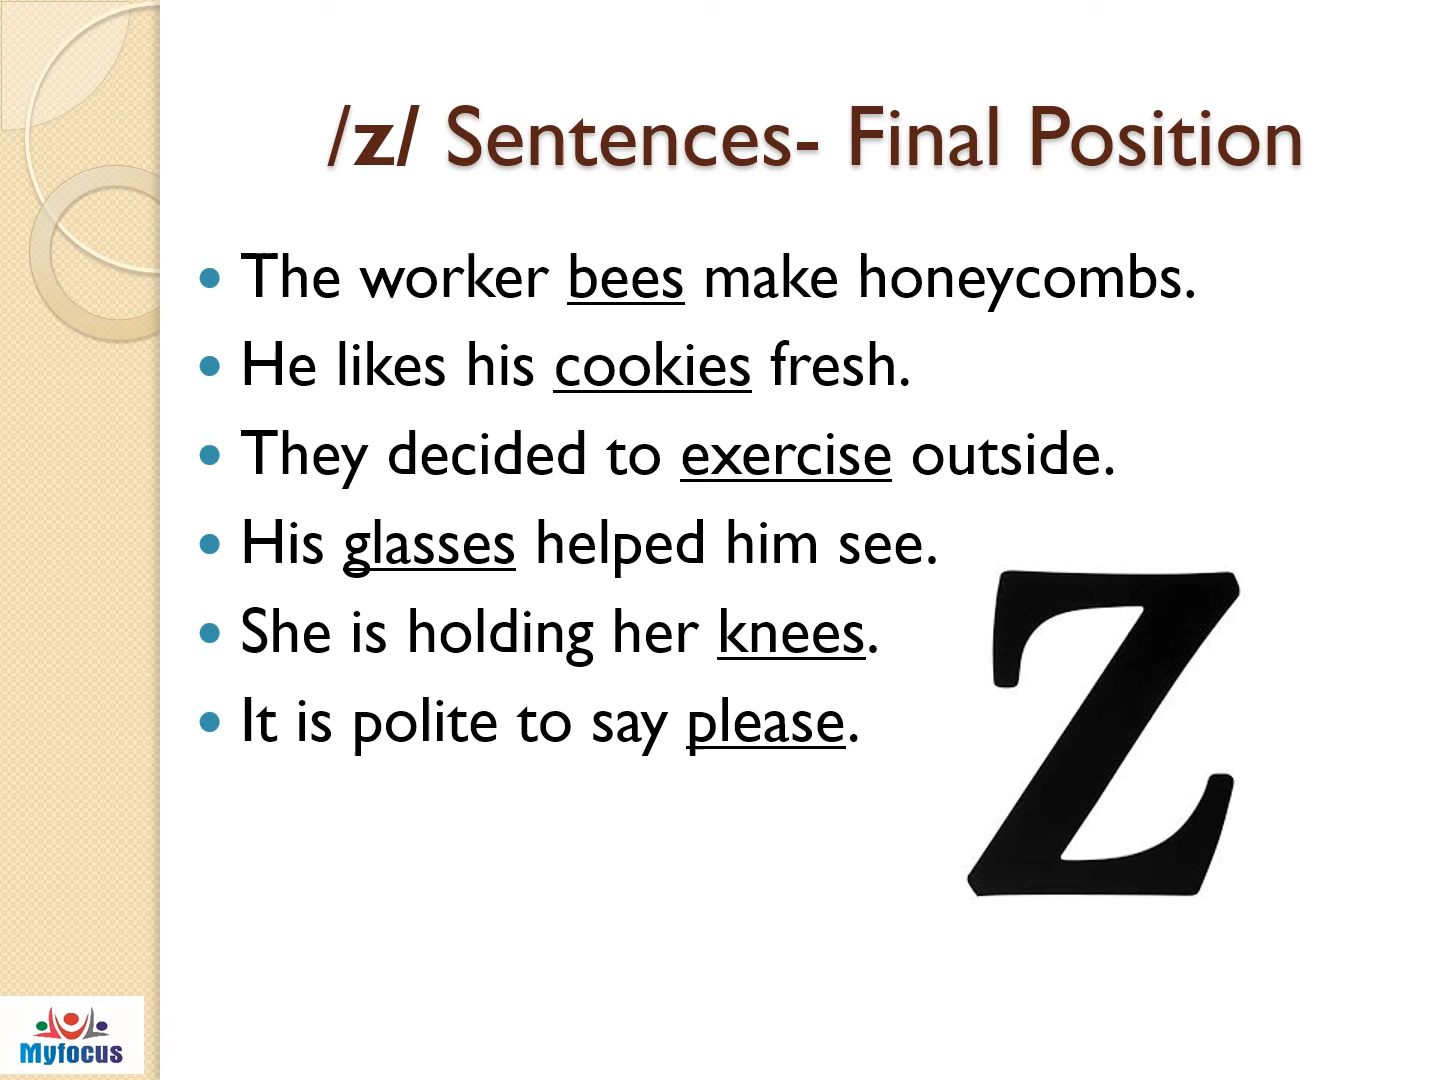 /z/ Sentences- Final Position
• The worker bees make honeycombs.
• He likes his cookies fresh.
• They decided to exercise outside.
• His glasses helped him see.
• She is holding her knees.
• It is polite to say please.
Z
Myfocus